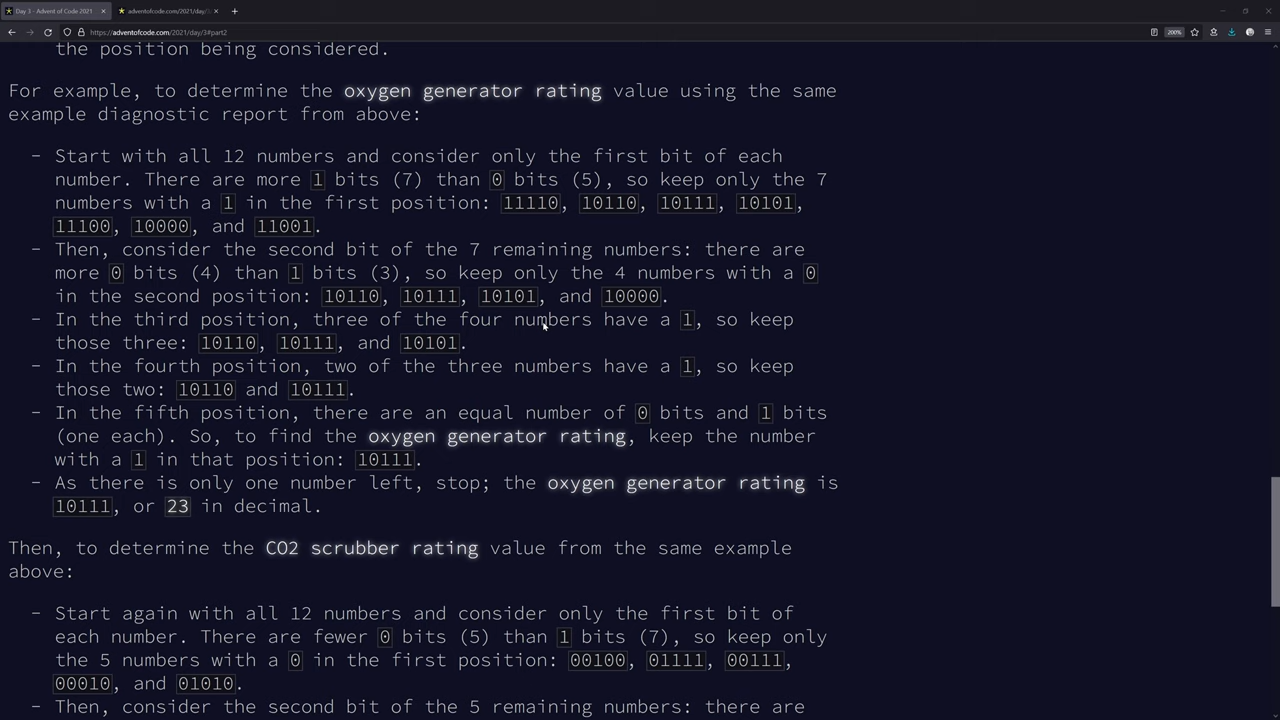 Day 3 - Advent of Code 2021
adventofcode.com/2021/day/
https://adventofcode.com/2021/day/3#part2
200%
the position being considered.
For example, to determine the oxygen generator rating value using the same
example diagnostic report from above:
- Start with all 12 numbers and consider only the first bit of each
number. There are more 1 bits (7) than 0 bits (5), so keep only the 7
numbers with a 1 in the first position: 11110, 10110, 10111, 10101,
11100, 10000, and 11001.
- Then, consider the second bit of the 7 remaining numbers: there are
more 0 bits (4) than 1 bits (3), so keep only the 4 numbers with a 0
in the second position: 10110, 10111, 10101, and 10000.
- In the third position, three of the four numbers have a 1, so keep
those three: 10110, 10111, and 10101.
- In the fourth position, two of the three numbers have a 1, so keep
those two: 10110 and 10111.
- In the fifth position, there are an equal number of 0 bits and 1 bits
(one each). So, to find the oxygen generator rating, keep the number
with a 1 in that position: 10111.
- As there is only one number left, stop; the oxygen generator rating is
10111, or 23 in decimal.
Then, to determine the CO2 scrubber rating value from the same example
above:
- Start again with all 12 numbers and consider only the first bit of
each number. There are fewer 0 bits (5) than 1 bits (7), so keep only
the 5 numbers with a 0 in the first position: 00100, 01111, 00111,
00010, and 01010.
- Then, consider the second bit of the 5 remaining numbers: there are